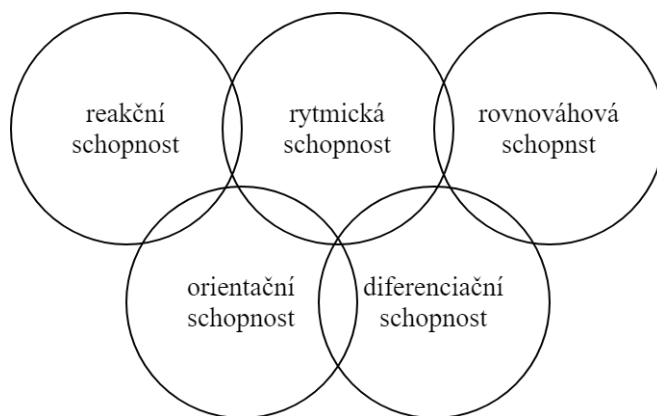 reakční
schopnost
rytmická
schopnost
rovnováhová
schopnst
orientační
schopnost
diferenciační
schopnost